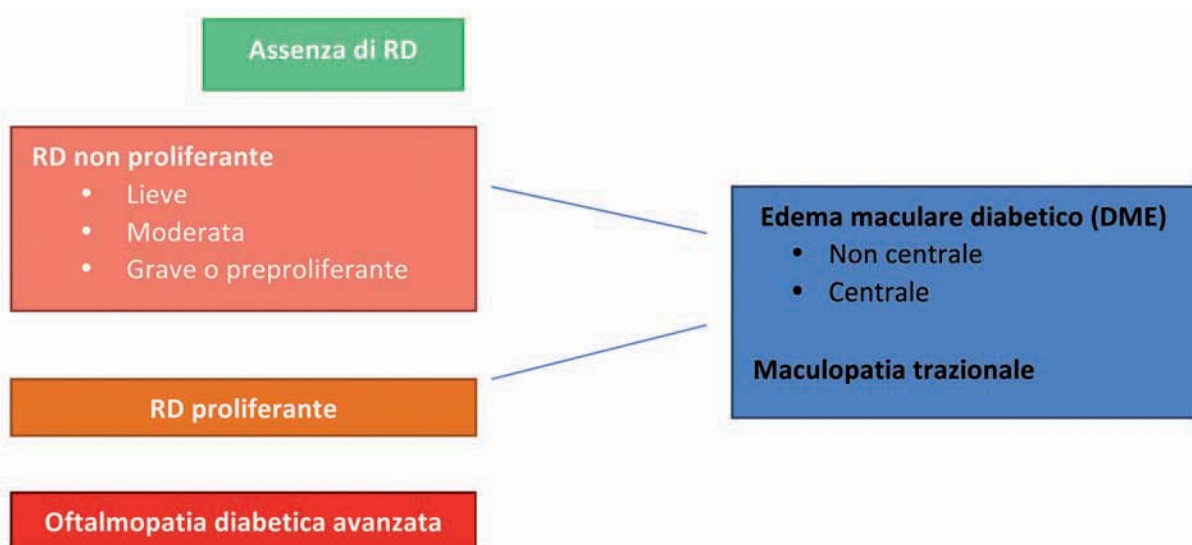 Assenza di RD
RD non proliferante
• Lieve
• Moderata
• Grave o preproliferante
RD proliferante
Oftalmopatia diabetica avanzata
Edema maculare diabetico (DME)
• Non centrale
• Centrale
Maculopatia trazionale